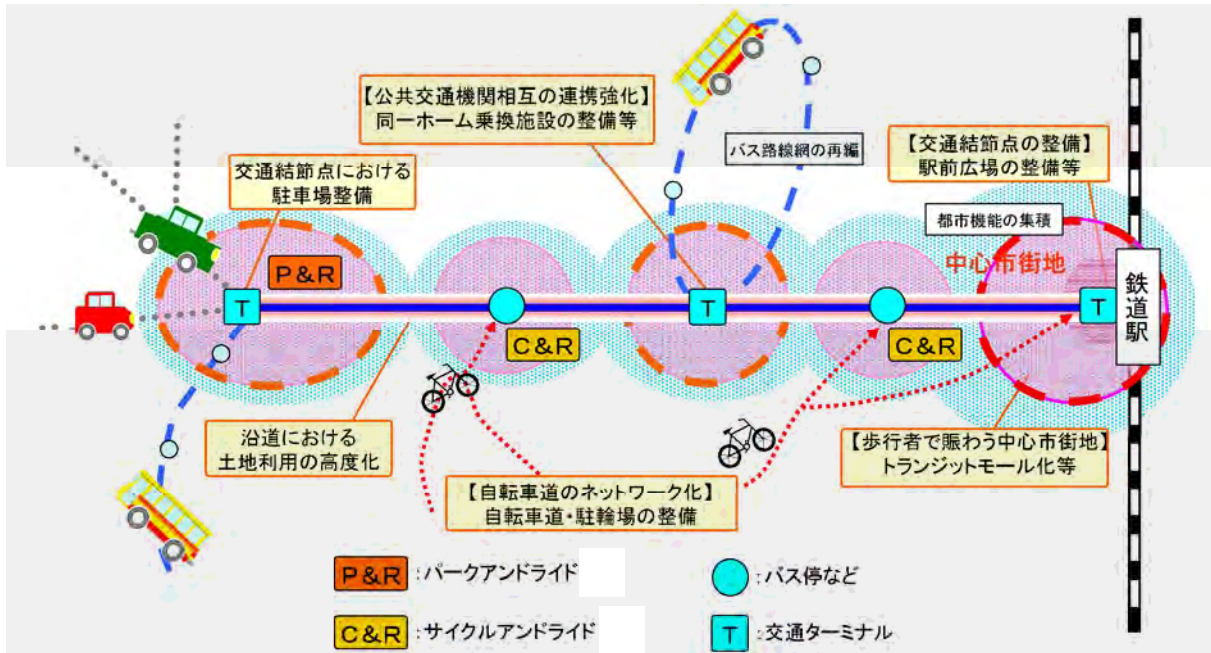 【公共交通機関相互の連携強化】
同一ホーム乗換施設の整備等
バス路線網の再編
【交通結節点の整備】
駅前広場の整備等
交通結節点における
駐車場整備
都市機能の集積
中心市街地
P&R
T
T
T
鉄道駅
C&R
C&R
沿道における
土地利用の高度化
【歩行者で賑わう中心市街地】
トランジットモール化等
【自転車道のネットワーク化】
自転車道・駐輪場の整備
P&R :パークアンドライド
:バス停など
C&R :サイクルアンドライド
T :交通ターミナル